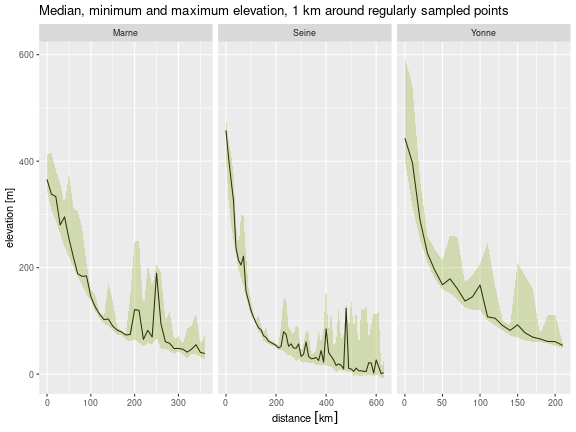 Median, minimum and maximum elevation, 1 km around regularly sampled points
Marne Seine Yonne
600
400
200
0
elevation [m]
0 100 200 300 0 200 400 600 0 50 100 150 200
distance [km]